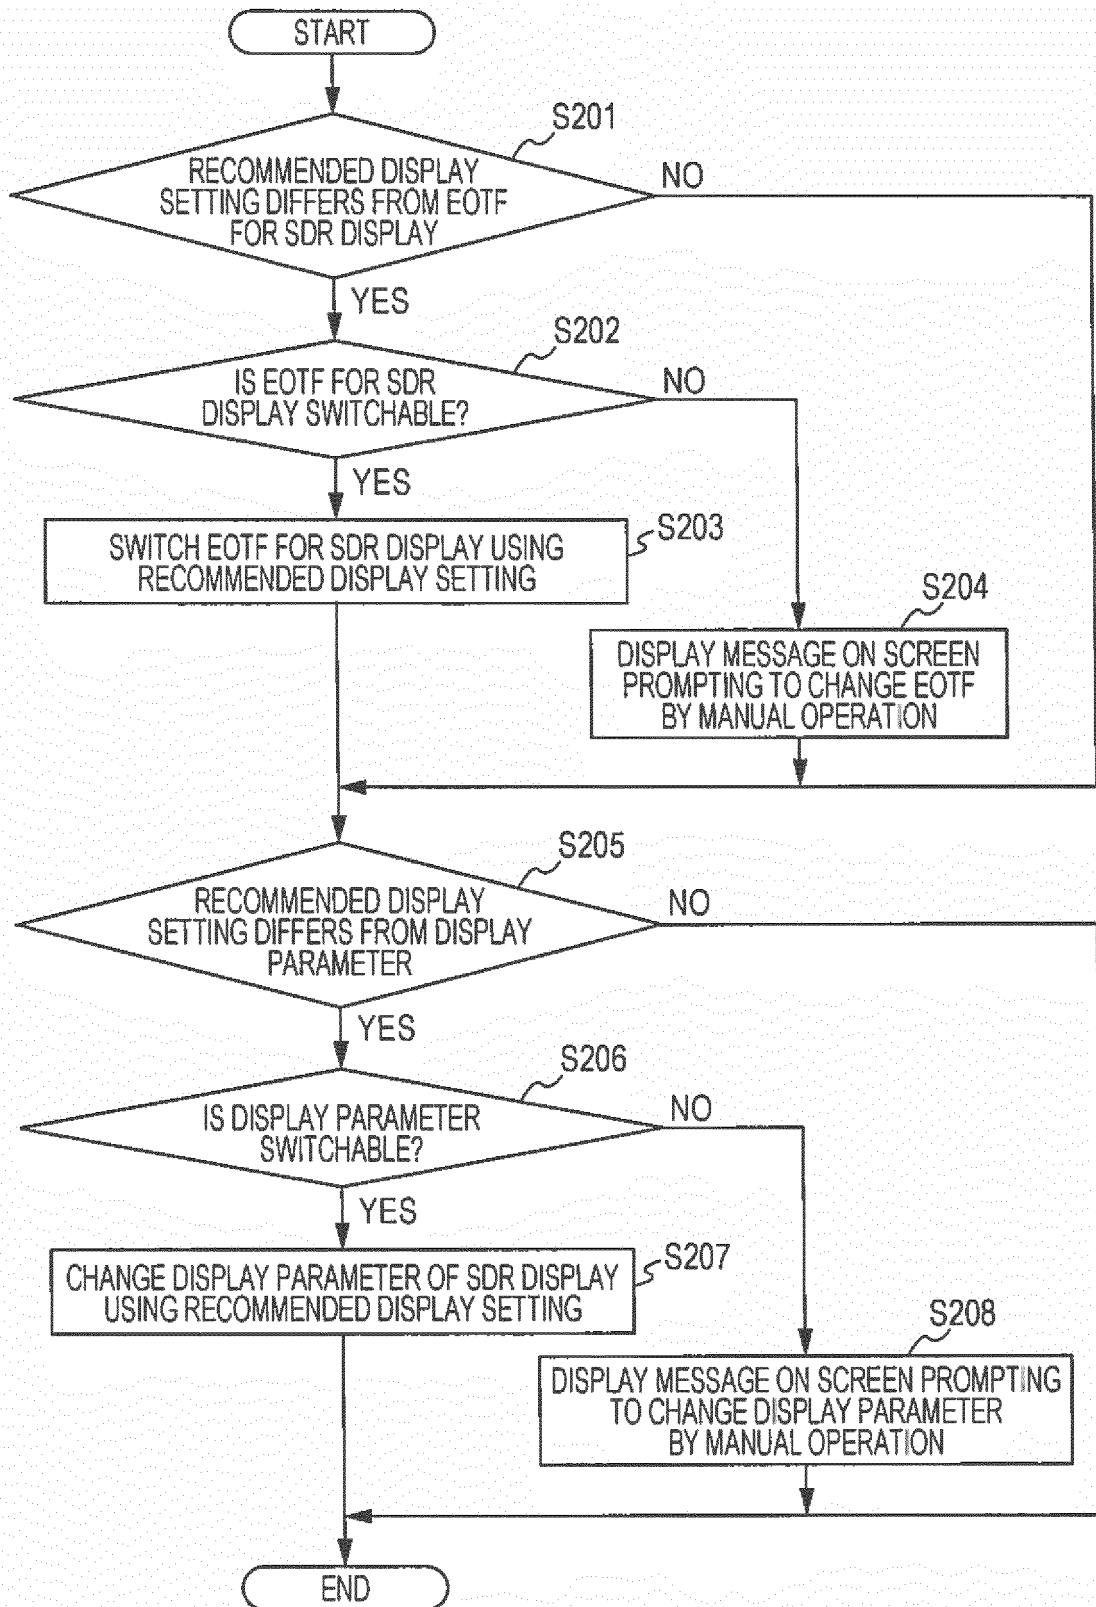 START
S201
RECOMMENDED DISPLAY
SETTING DIFFERS FROM EOTF
FOR SDR DISPLAY
NO
YES
S202
IS EOTF FOR SDR
DISPLAY SWITCHABLE?
NO
YES
S203
SWITCH EOTF FOR SDR DISPLAY USING
RECOMMENDED DISPLAY SETTING
S204
DISPLAY MESSAGE ON SCREEN
PROMPTING TO CHANGE EOTF
BY MANUAL OPERATION
S205
RECOMMENDED DISPLAY
SETTING DIFFERS FROM DISPLAY
PARAMETER
NO
YES
S206
IS DISPLAY PARAMETER
SWITCHABLE?
NO
YES
S207
CHANGE DISPLAY PARAMETER OF SDR DISPLAY
USING RECOMMENDED DISPLAY SETTING
S208
DISPLAY MESSAGE ON SCREEN PROMPTING
TO CHANGE DISPLAY PARAMETER
BY MANUAL OPERATION
END